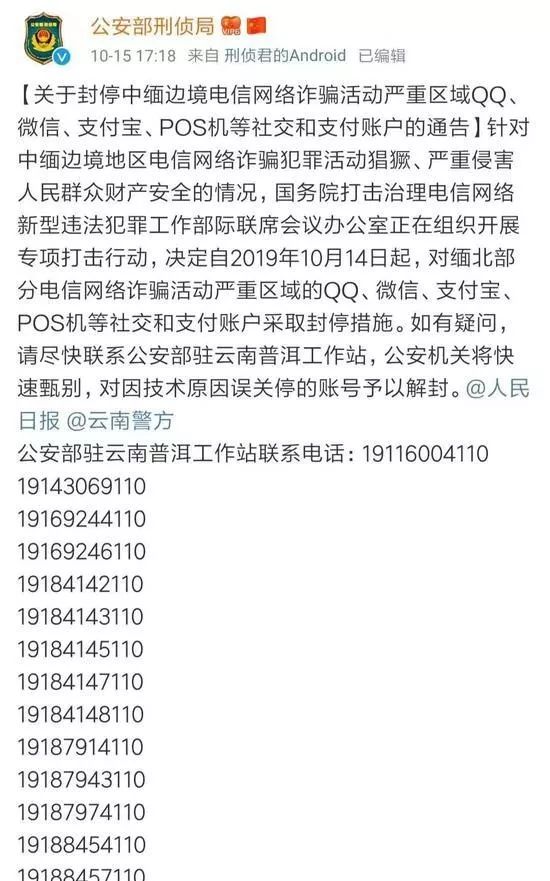 公安部刑侦局
10-15 17:18 来自 刑侦君的Android 已编辑
【关于封停中缅边境电信网络诈骗活动严重区域QQ、
微信、支付宝、POS机等社交和支付账户的通告】针对
中缅边境地区电信网络诈骗犯罪活动猖獗、严重侵害
人民群众财产安全的情况，国务院打击治理电信网络
新型违法犯罪工作部际联席会议办公室正在组织开展
专项打击行动，决定自2019年10月14日起，对缅北部
分电信网络诈骗活动严重区域的QQ、微信、支付宝、
POS机等社交和支付账户采取封停措施。如有疑问，
请尽快联系公安部驻云南普洱工作站，公安机关将快
速甄别，对因技术原因误关停的账号予以解封。@人民
日报 @云南警方
公安部驻云南普洱工作站联系电话：19116004110
19143069110
19169244110
19169246110
19184142110
19184143110
19184145110
19184147110
19184148110
19187914110
19187943110
19187974110
19188454110
19188457110